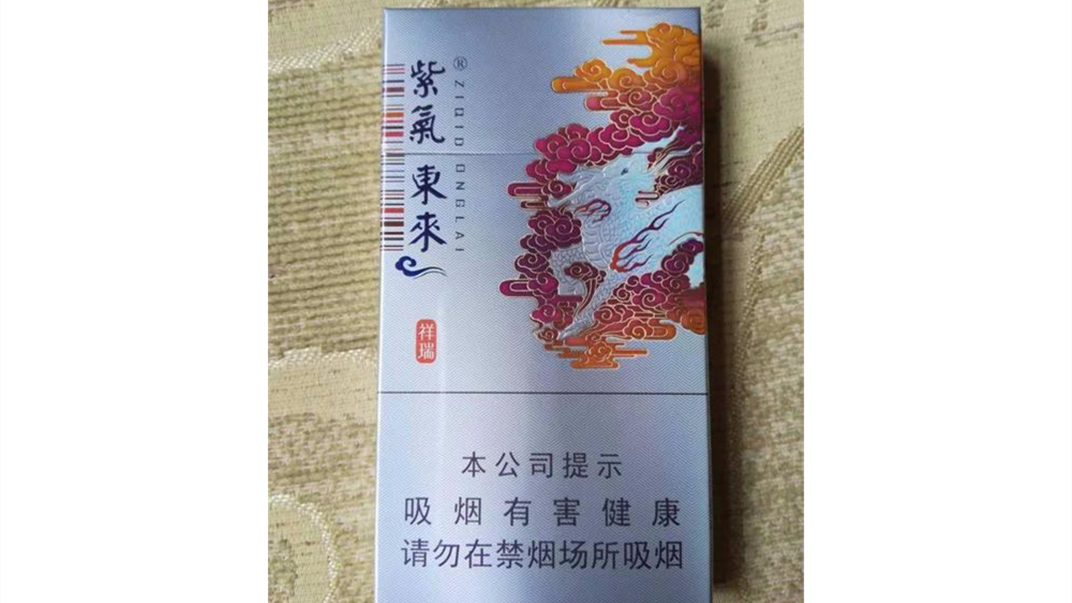 紫氣東來
® ZIQIDONGLAI
祥瑞
本公司提示
吸烟有害健康
请勿在禁烟场所吸烟